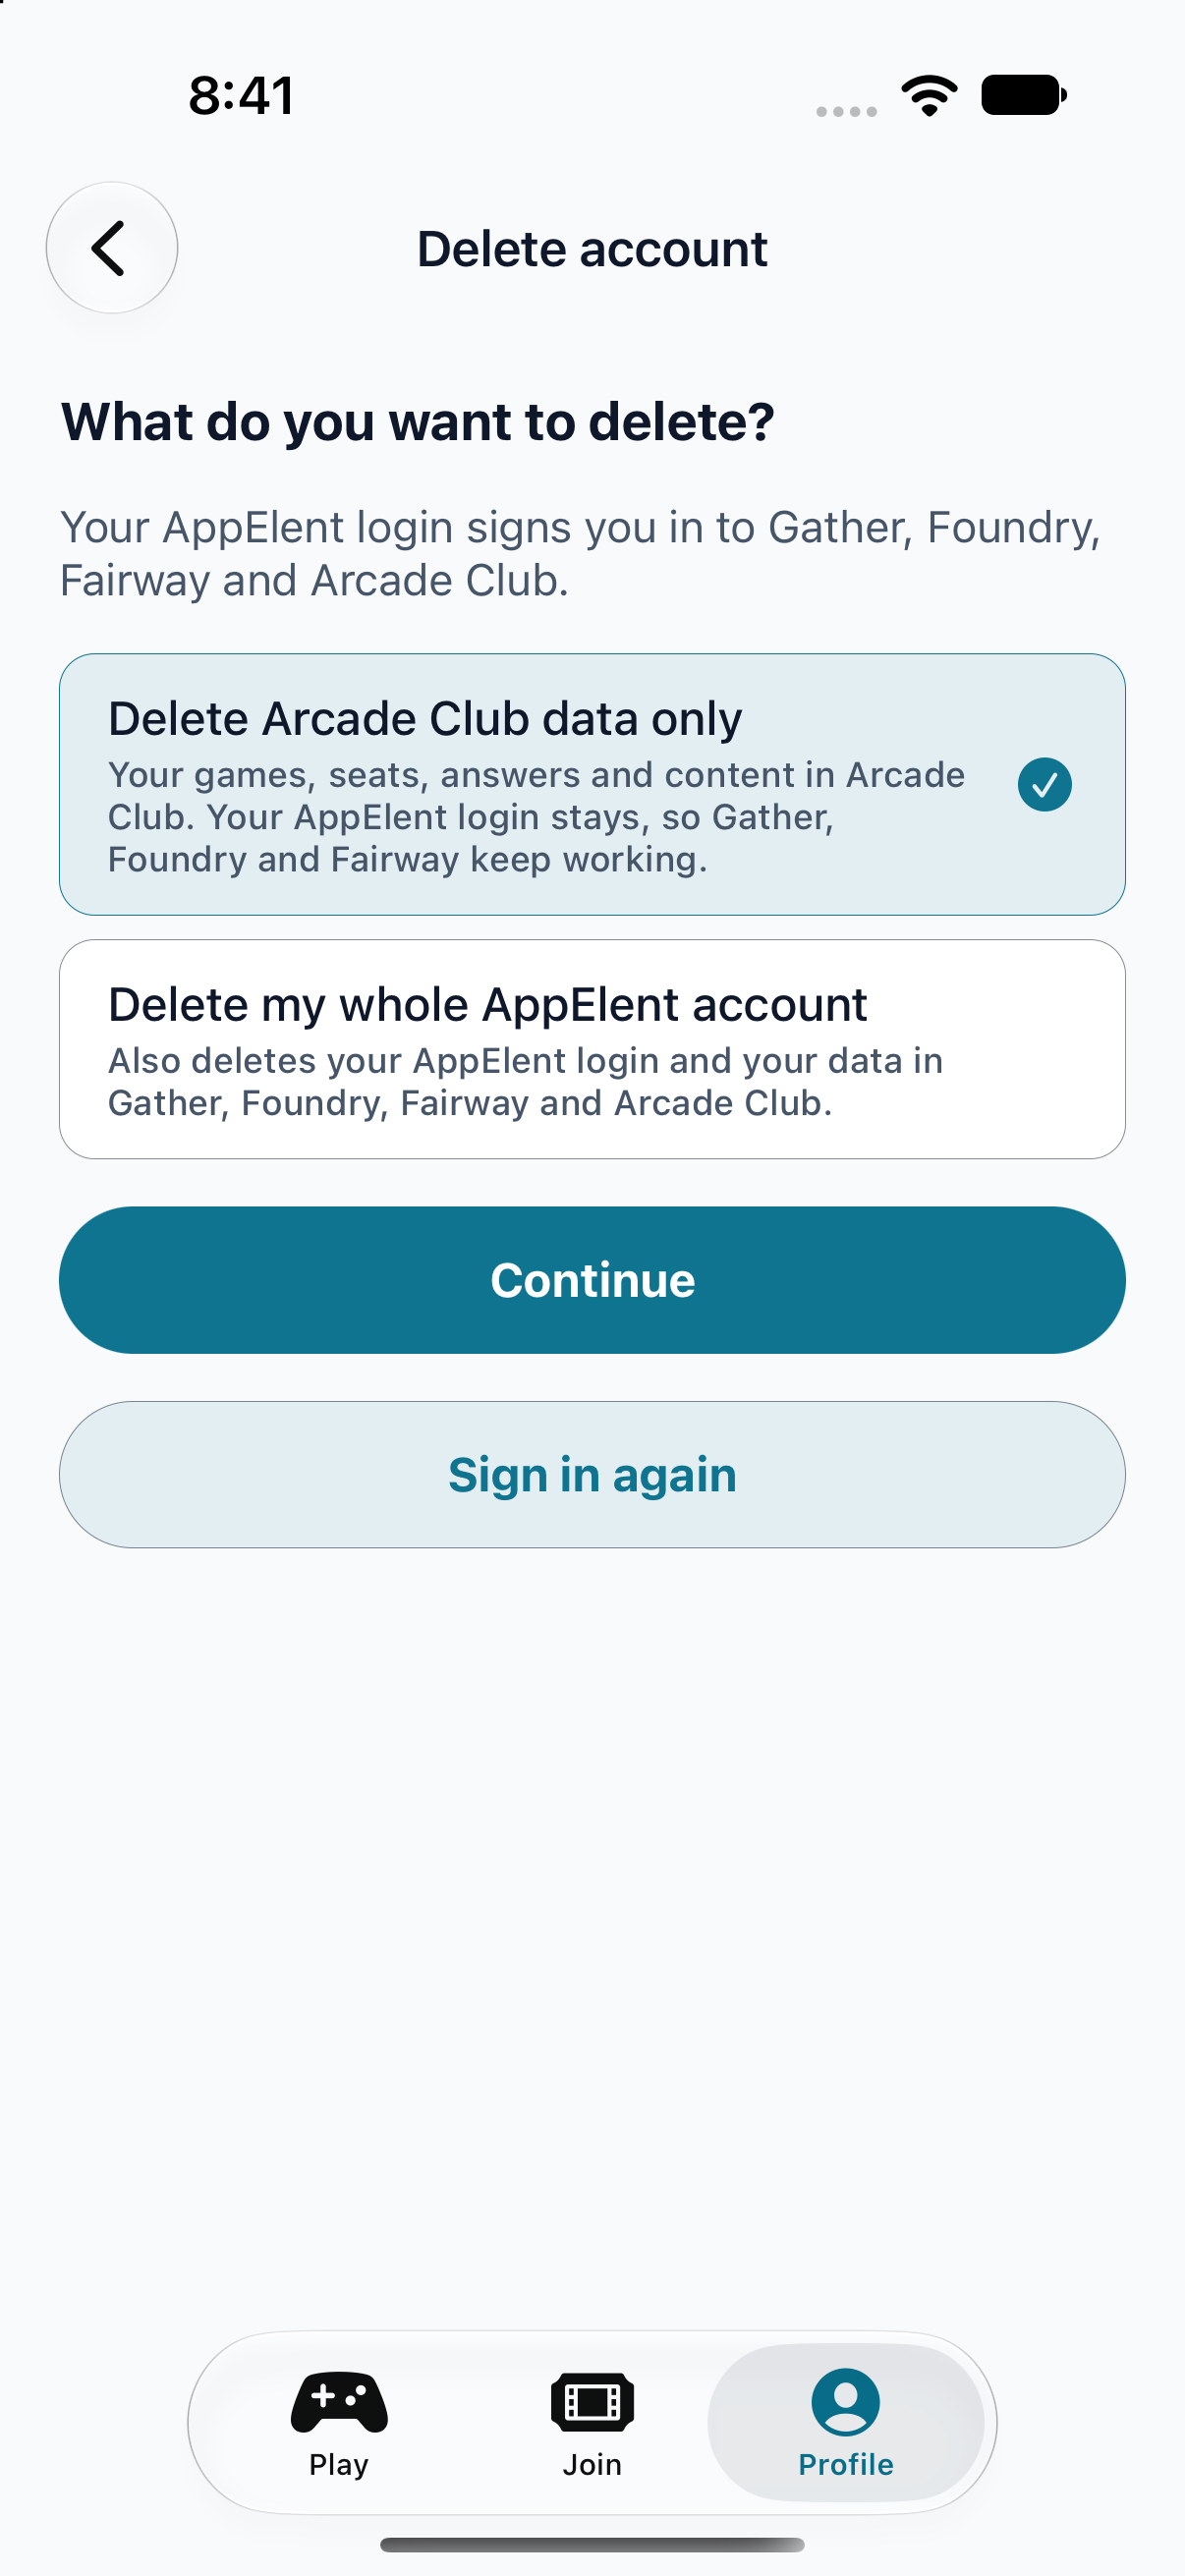 8:41
Delete account
What do you want to delete?
Your AppElent login signs you in to Gather, Foundry,
Fairway and Arcade Club.
Delete Arcade Club data only
Your games, seats, answers and content in Arcade
Club. Your AppElent login stays, so Gather,
Foundry and Fairway keep working.
Delete my whole AppElent account
Also deletes your AppElent login and your data in
Gather, Foundry, Fairway and Arcade Club.
Continue
Sign in again
Play
Join
Profile